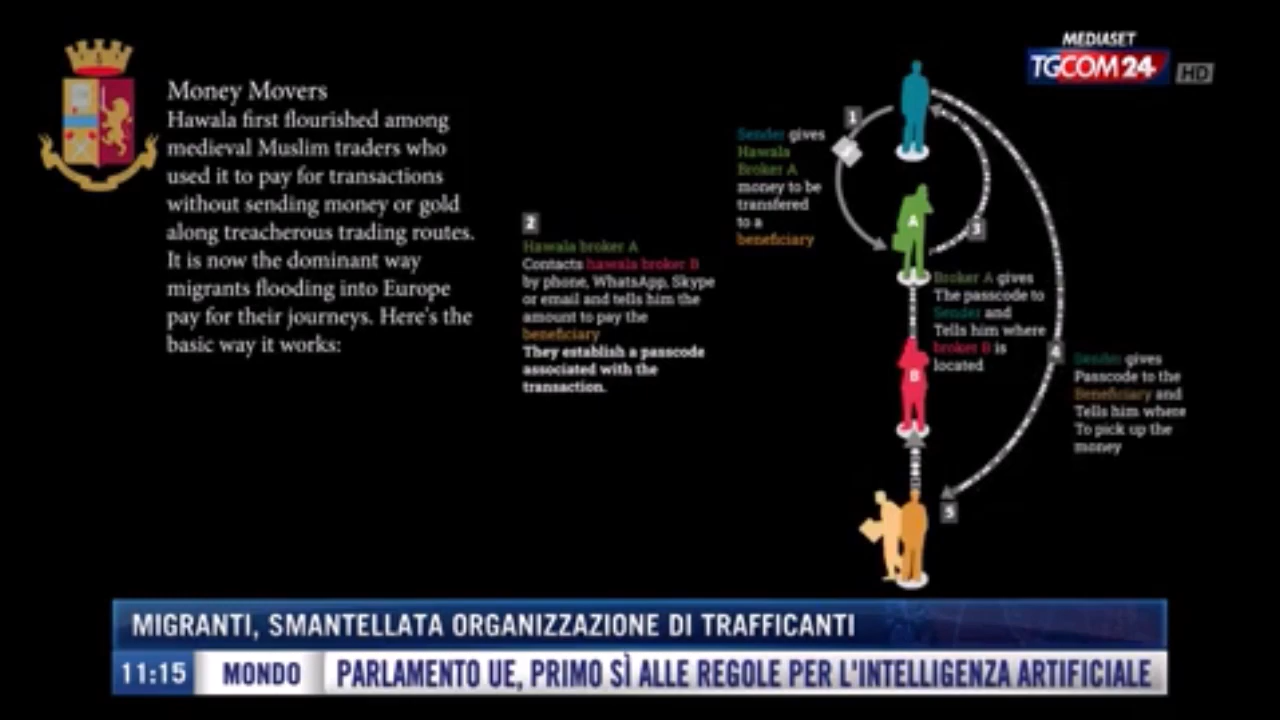 MEDIASET
TGCOM24
HD
Money Movers
Hawala first flourished among
medieval Muslim traders who
used it to pay for transactions
without sending money or gold
along treacherous trading routes.
It is now the dominant way
migrants flooding into Europe
pay for their journeys. Here's the
basic way it works:
1
Sender gives
Hawala
Broker A
money to be
transfered
to a
beneficiary
2
Hawala broker A
Contacts hawala broker B
by phone, WhatsApp, Skype
or email and tells him the
amount to pay the
beneficiary
They establish a passcode
associated with the
transaction.
A
3
Broker A gives
The passcode to
Sender and
Tells him where
broker B is
located
B
4
Sender gives
Passcode to the
Beneficiary and
Tells him where
To pick up the
money
5
MIGRANTI, SMANTELLATA ORGANIZZAZIONE DI TRAFFICANTI
11:15 MONDO PARLAMENTO UE, PRIMO SÌ ALLE REGOLE PER L'INTELLIGENZA ARTIFICIALE